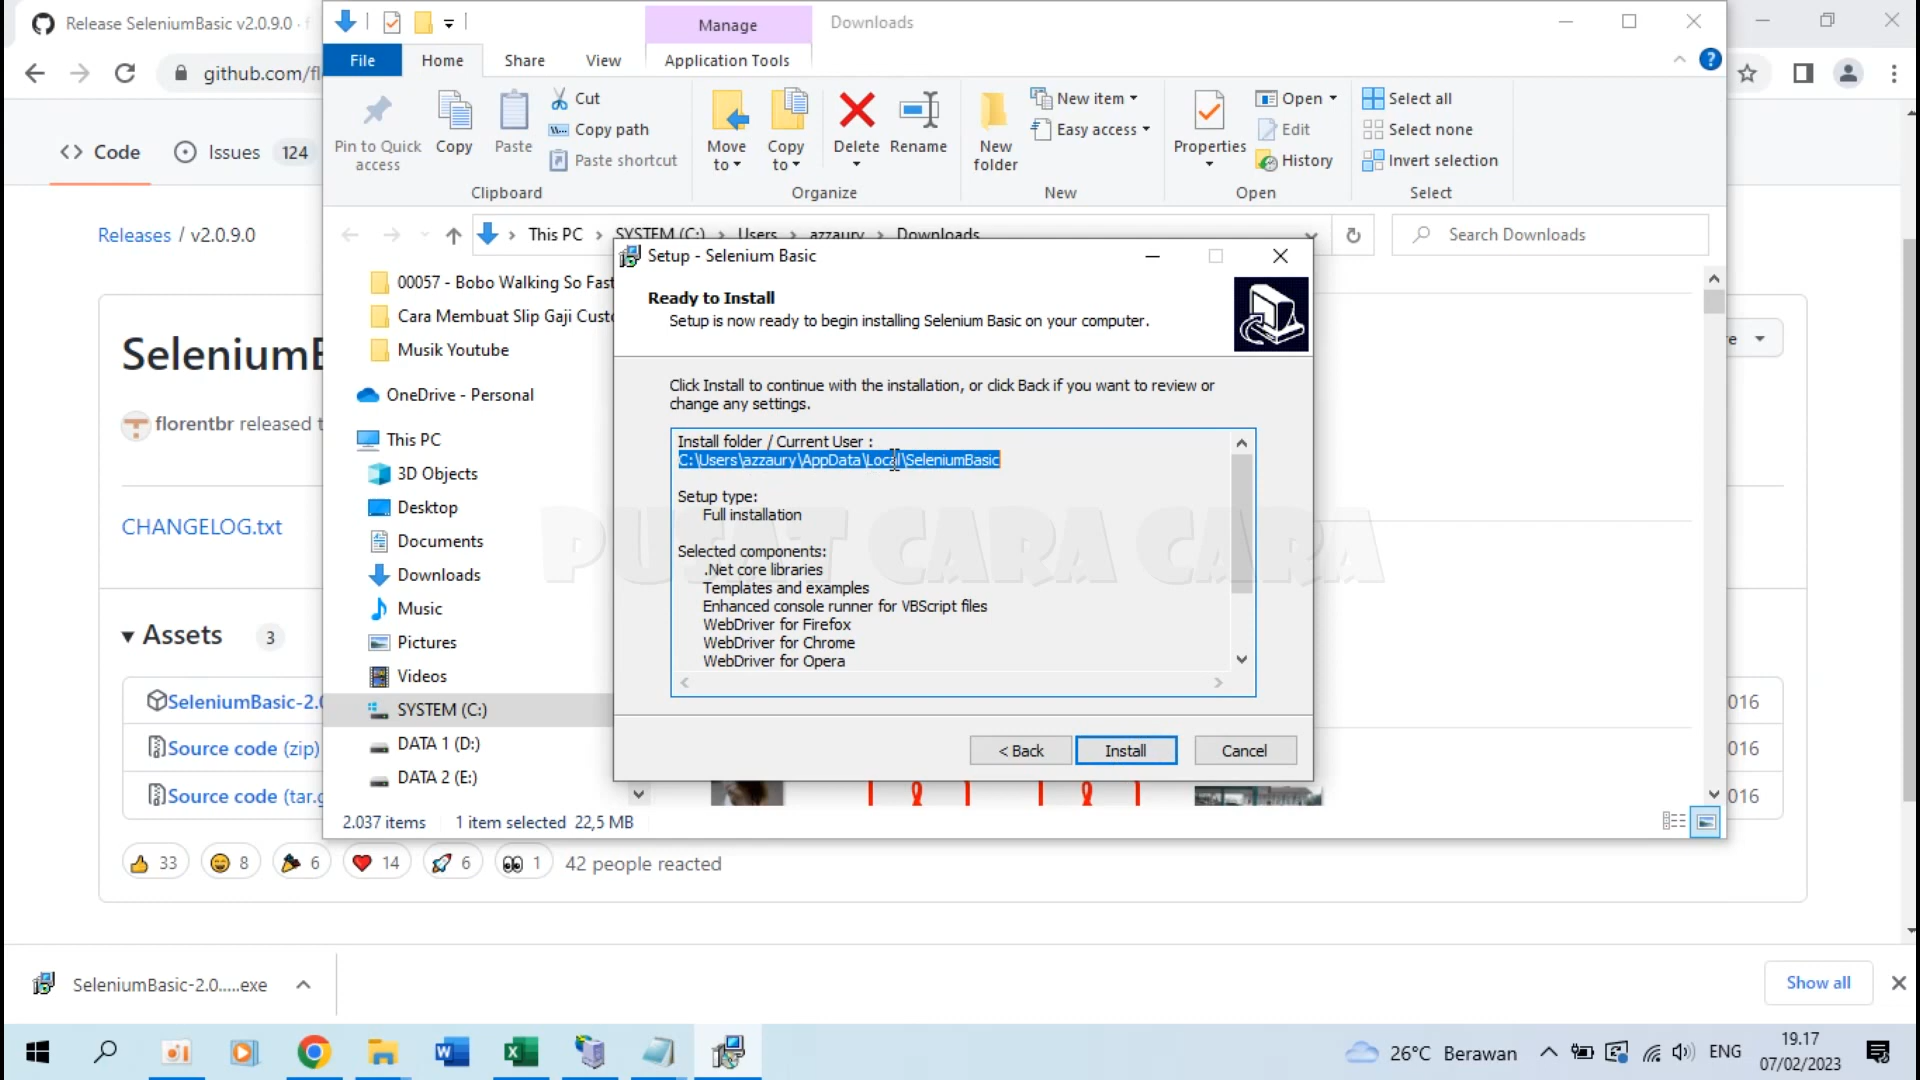 Release SeleniumBasic v2.0.9.0 ·
Manage
Downloads
github.com/fl
File
Home
Share
View
Application Tools
Pin to Quick access
Copy
Paste
Cut
Copy path
Paste shortcut
Move to
Copy to
Delete
Rename
New folder
New item
Easy access
Properties
Open
Edit
History
Select all
Select none
Invert selection
Clipboard
Organize
New
Open
Select
Code
Issues 124
This PC > SYSTEM (C:) > Users > azzaury > Downloads
Search Downloads
Releases / v2.0.9.0
SeleniumB
florentbr released t
CHANGELOG.txt
Assets 3
SeleniumBasic-2.0
Source code (zip)
Source code (tar.g
016
016
016
33
8
6
14
6
1
42 people reacted
00057 - Bobo Walking So Fast
Cara Membuat Slip Gaji Custo
Musik Youtube
OneDrive - Personal
This PC
3D Objects
Desktop
Documents
Downloads
Music
Pictures
Videos
SYSTEM (C:)
DATA 1 (D:)
DATA 2 (E:)
2.037 items 1 item selected 22,5 MB
Setup - Selenium Basic
Ready to Install
Setup is now ready to begin installing Selenium Basic on your computer.
Click Install to continue with the installation, or click Back if you want to review or
change any settings.
Install folder / Current User :
C:\Users\azzaury\AppData\Local\SeleniumBasic
Setup type:
Full installation
Selected components:
.Net core libraries
Templates and examples
Enhanced console runner for VBScript files
WebDriver for Firefox
WebDriver for Chrome
WebDriver for Opera
< Back
Install
Cancel
PUSAT CARA CARA
SeleniumBasic-2.0.....exe
Show all
26°C Berawan
ENG
19.17
07/02/2023